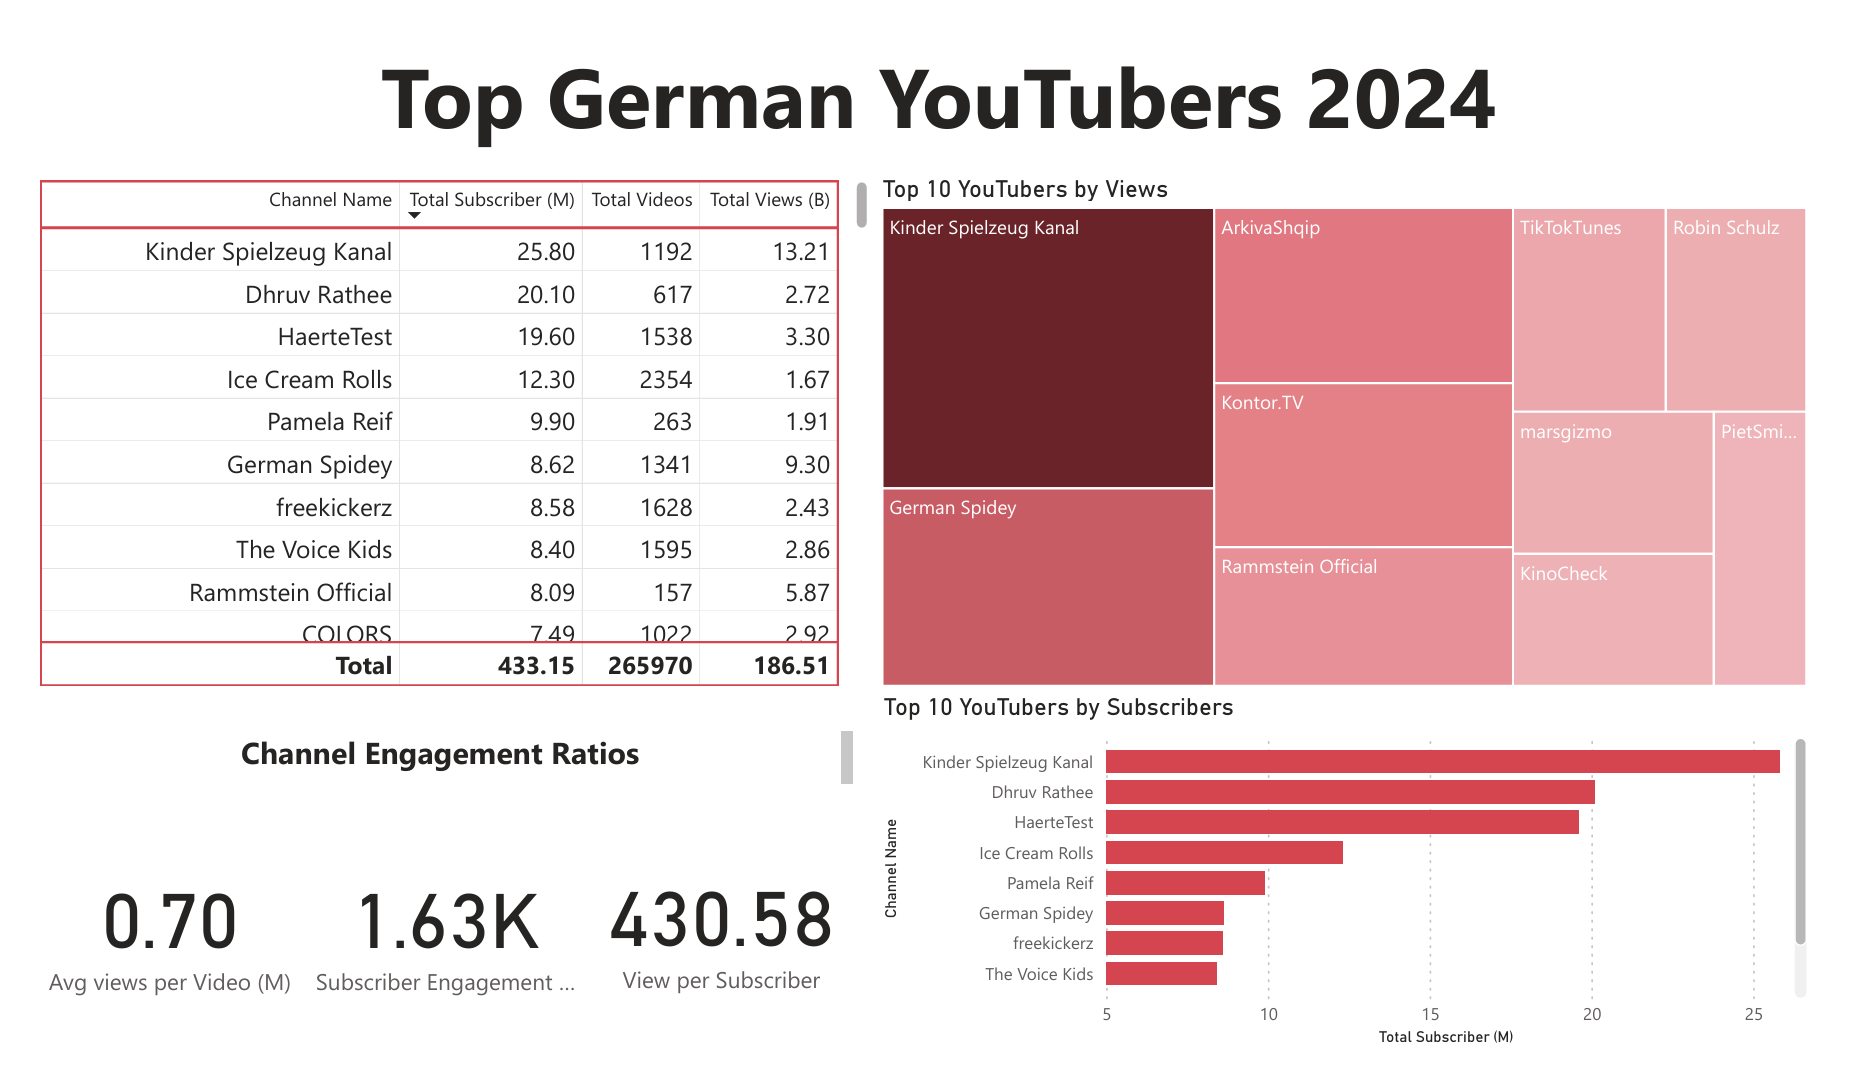 Top German YouTubers 2024
Channel Name Total Subscriber (M) Total Videos Total Views (B)
Kinder Spielzeug Kanal 25.80 1192 13.21
Dhruv Rathee 20.10 617 2.72
HaerteTest 19.60 1538 3.30
Ice Cream Rolls 12.30 2354 1.67
Pamela Reif 9.90 263 1.91
German Spidey 8.62 1341 9.30
freekickerz 8.58 1628 2.43
The Voice Kids 8.40 1595 2.86
Rammstein Official 8.09 157 5.87
COLORS 7.49 1022 2.92
Total 433.15 265970 186.51
Top 10 YouTubers by Views
Kinder Spielzeug Kanal
ArkivaShqip
TikTokTunes
Robin Schulz
Kontor.TV
marsgizmo
PietSmi...
German Spidey
Rammstein Official
KinoCheck
Channel Engagement Ratios
0.70
Avg views per Video (M)
1.63K
Subscriber Engagement ...
430.58
View per Subscriber
Top 10 YouTubers by Subscribers
Channel Name
Kinder Spielzeug Kanal
Dhruv Rathee
HaerteTest
Ice Cream Rolls
Pamela Reif
German Spidey
freekickerz
The Voice Kids
5 10 15 20 25
Total Subscriber (M)